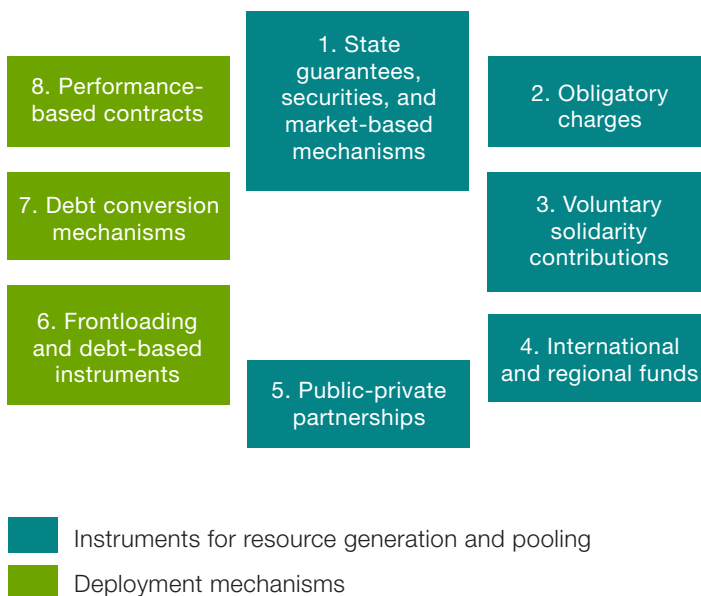 1. State
guarantees,
securities, and
market-based
mechanisms
2. Obligatory
charges
3. Voluntary
solidarity
contributions
4. International
and regional funds
5. Public-private
partnerships
6. Frontloading
and debt-based
instruments
7. Debt conversion
mechanisms
8. Performance-
based contracts
Instruments for resource generation and pooling
Deployment mechanisms